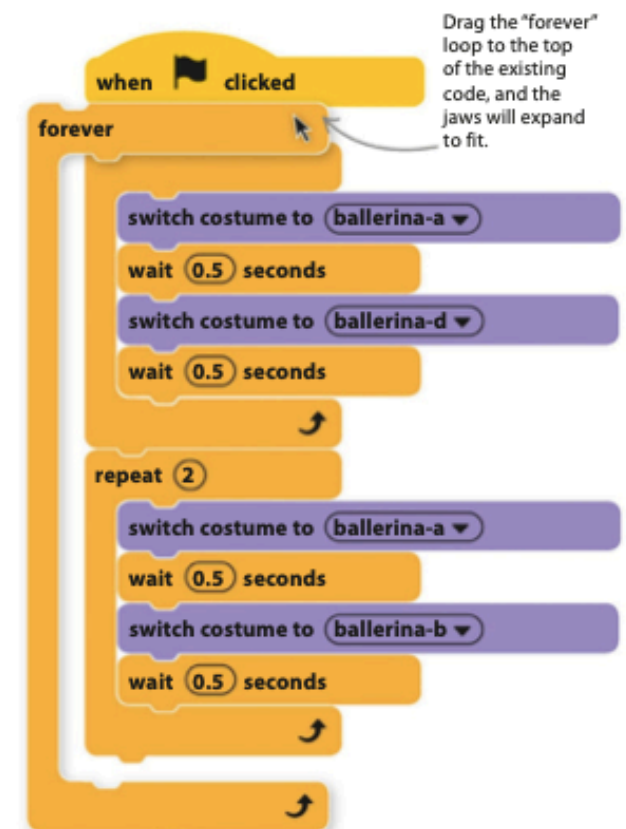 Drag the “forever”
loop to the top
of the existing
code, and the
jaws will expand
to fit.
when clicked
forever
switch costume to ballerina-a
wait 0.5 seconds
switch costume to ballerina-d
wait 0.5 seconds
repeat 2
switch costume to ballerina-a
wait 0.5 seconds
switch costume to ballerina-b
wait 0.5 seconds